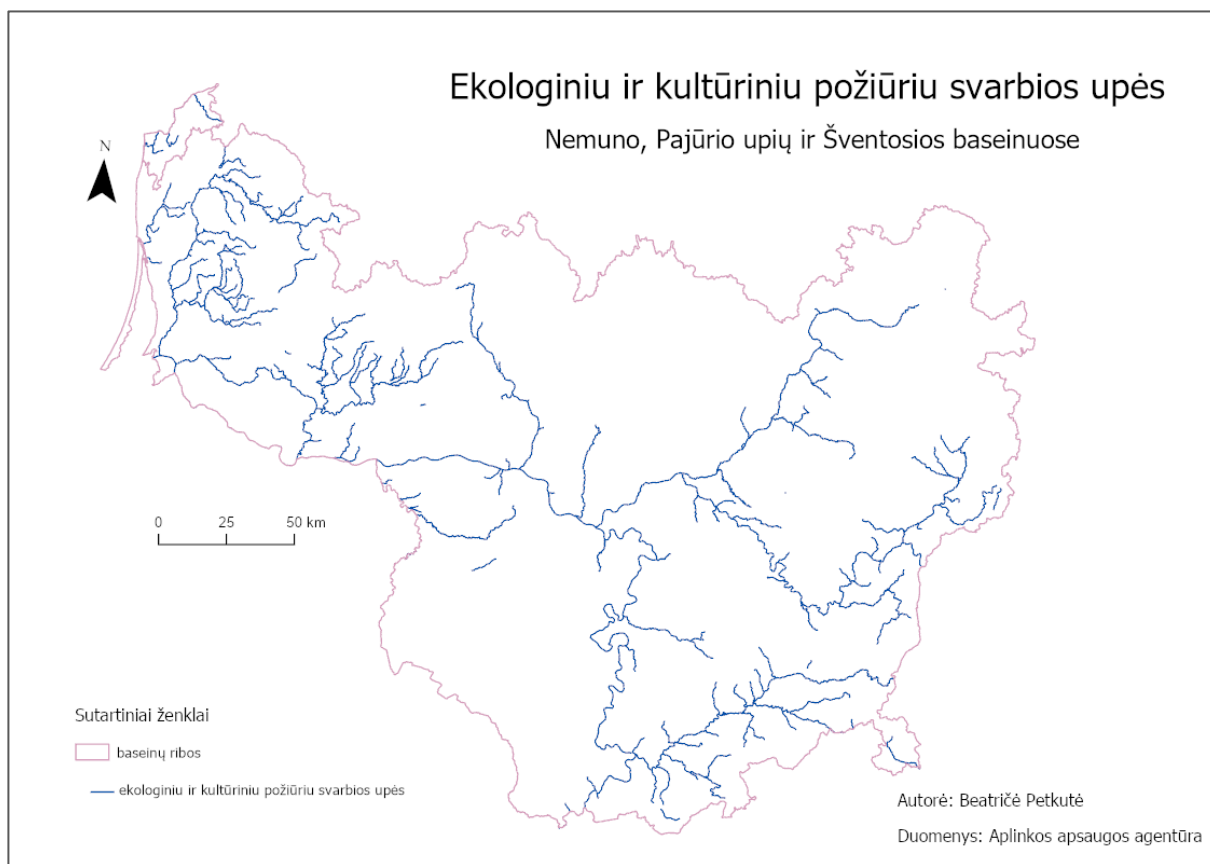 Ekologiniu ir kultūriniu požiūriu svarbios upės
Nemuno, Pajūrio upių ir Šventosios baseinuose
N
0 25 50 km
Sutartiniai ženklai
baseinų ribos
ekologiniu ir kultūriniu požiūriu svarbios upės
Autorė: Beatričė Petkutė
Duomenys: Aplinkos apsaugos agentūra